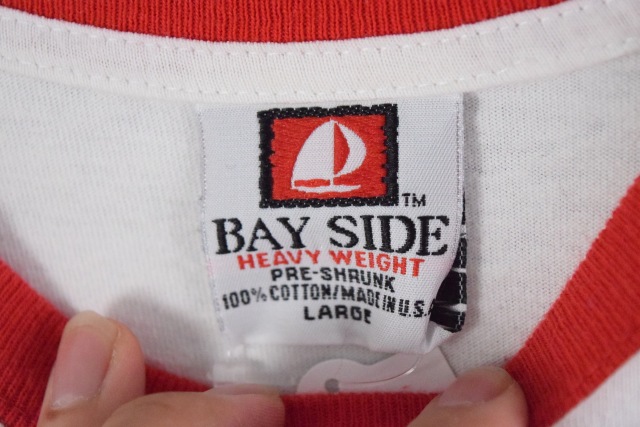 TM
BAY SIDE
HEAVY WEIGHT
PRE-SHRUNK
100% COTTON/MADE IN U.S.A
LARGE